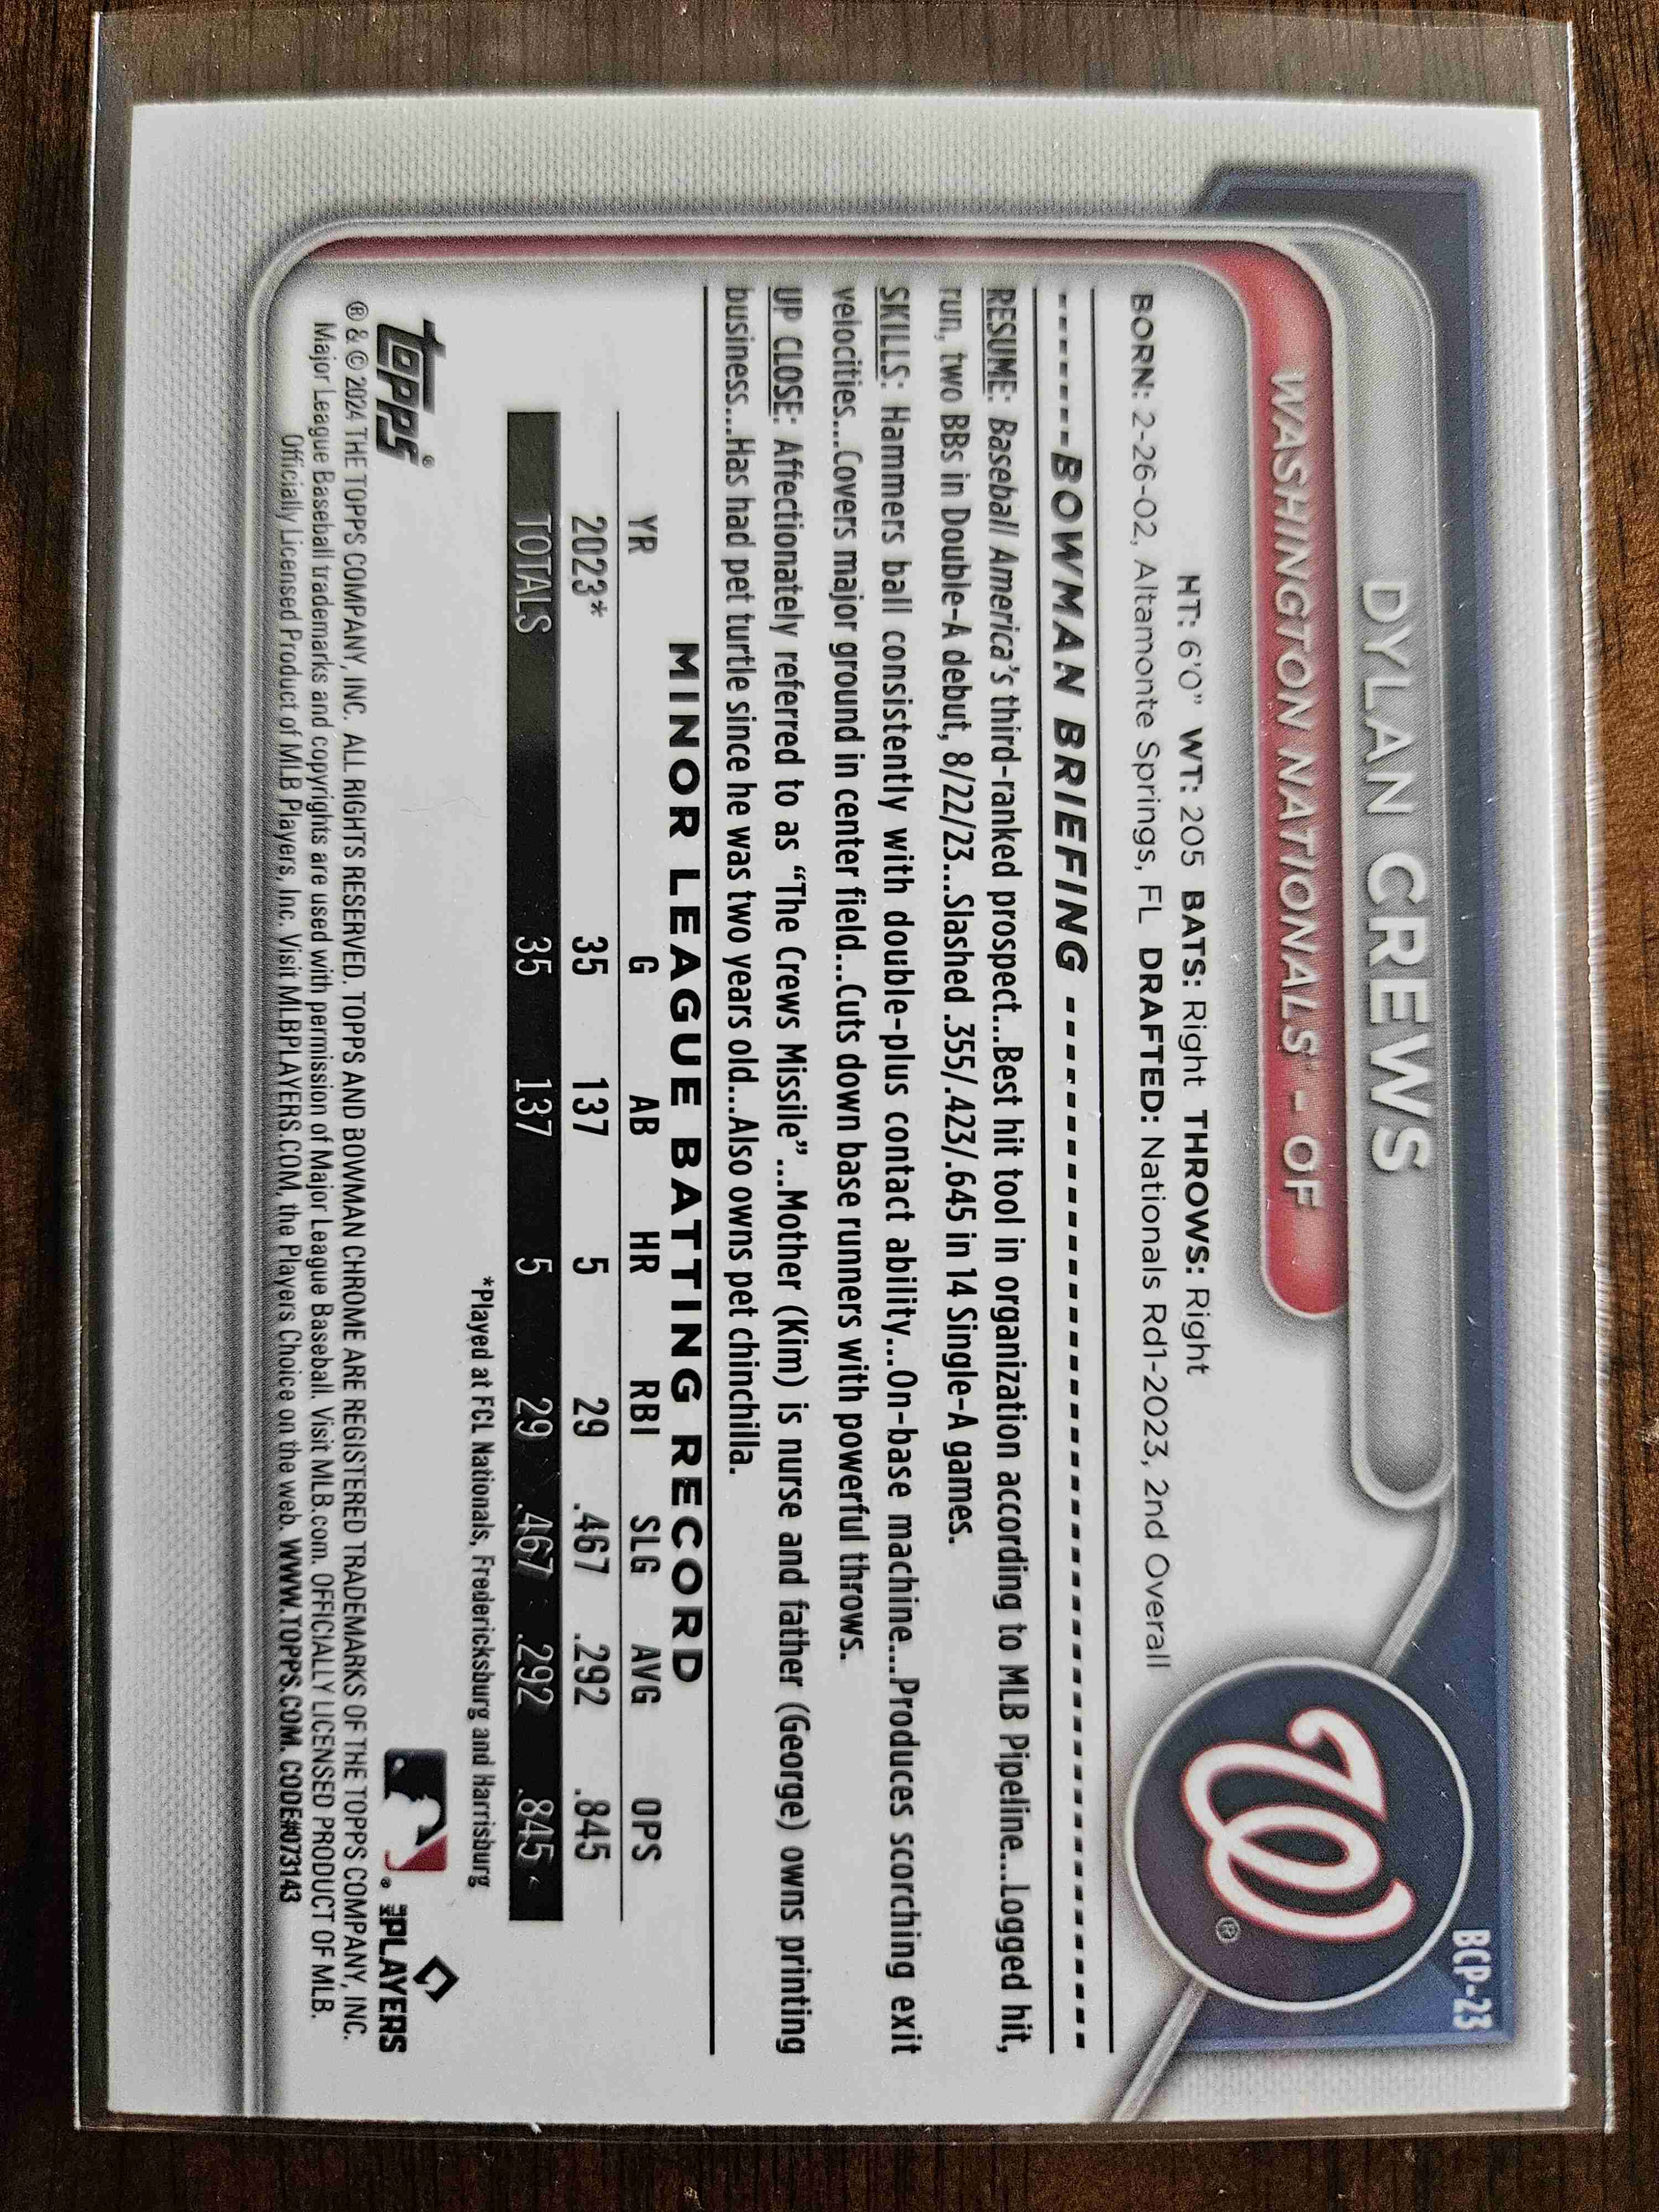 BCP-23
DYLAN CREWS
WASHINGTON NATIONALS® - OF
W®
HT: 6'0" WT: 205 BATS: Right THROWS: Right
BORN: 2-26-02, Altamonte Springs, FL DRAFTED: Nationals Rd1-2023, 2nd Overall
------BOWMAN BRIEFING ------------------------------
RESUME: Baseball America's third-ranked prospect...Best hit tool in organization according to MLB Pipeline...Logged hit,
run, two BBs in Double-A debut, 8/22/23...Slashed .355/.423/.645 in 14 Single-A games.
SKILLS: Hammers ball consistently with double-plus contact ability...On-base machine...Produces scorching exit
velocities...Covers major ground in center field...Cuts down base runners with powerful throws.
UP CLOSE: Affectionately referred to as “The Crews Missile”...Mother (Kim) is nurse and father (George) owns printing
business...Has had pet turtle since he was two years old...Also owns pet chinchilla.
MINOR LEAGUE BATTING RECORD
YR G AB HR RBI SLG AVG OPS
2023* 35 137 5 29 .467 .292 .845
TOTALS 35 137 5 29 .467 .292 .845
*Played at FCL Nationals, Fredericksburg and Harrisburg
topps®
MLB PLAYERS
® & © 2024 THE TOPPS COMPANY, INC. ALL RIGHTS RESERVED. TOPPS AND BOWMAN CHROME ARE REGISTERED TRADEMARKS OF THE TOPPS COMPANY, INC.
Major League Baseball trademarks and copyrights are used with permission of Major League Baseball. Visit MLB.com. OFFICIALLY LICENSED PRODUCT OF MLB.
Officially Licensed Product of MLB Players, Inc. Visit MLBPLAYERS.COM, the Players Choice on the web. WWW.TOPPS.COM. CODE#073143